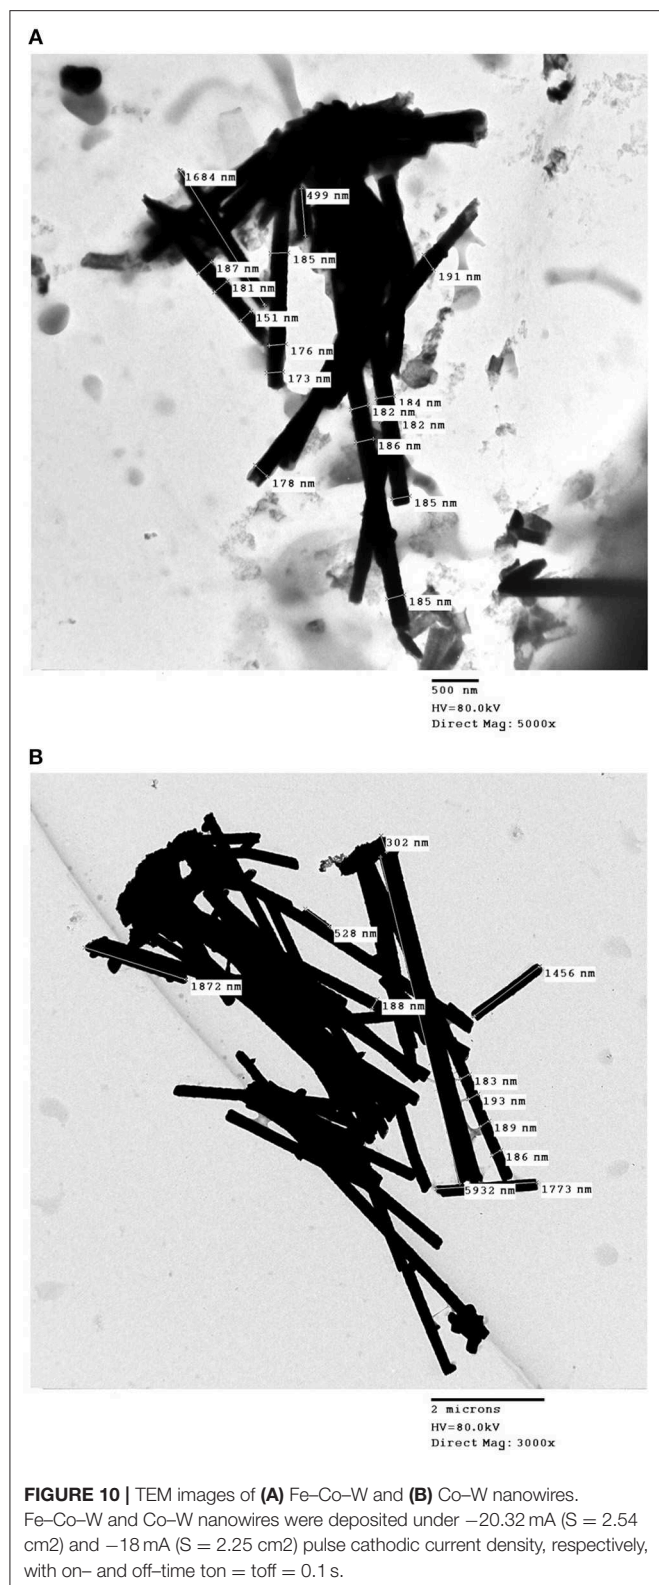 A
1684 nm
499 nm
185 nm
191 nm
187 nm
181 nm
151 nm
176 nm
173 nm
184 nm
182 nm
182 nm
186 nm
178 nm
185 nm
185 nm
500 nm
HV=80.0kV
Direct Mag: 5000x
B
302 nm
528 nm
1456 nm
1872 nm
188 nm
183 nm
193 nm
189 nm
186 nm
5932 nm
1773 nm
2 microns
HV=80.0kV
Direct Mag: 3000x
FIGURE 10 | TEM images of (A) Fe–Co–W and (B) Co–W nanowires.
Fe–Co–W and Co–W nanowires were deposited under −20.32 mA (S = 2.54
cm2) and −18 mA (S = 2.25 cm2) pulse cathodic current density, respectively,
with on– and off–time ton = toff = 0.1 s.